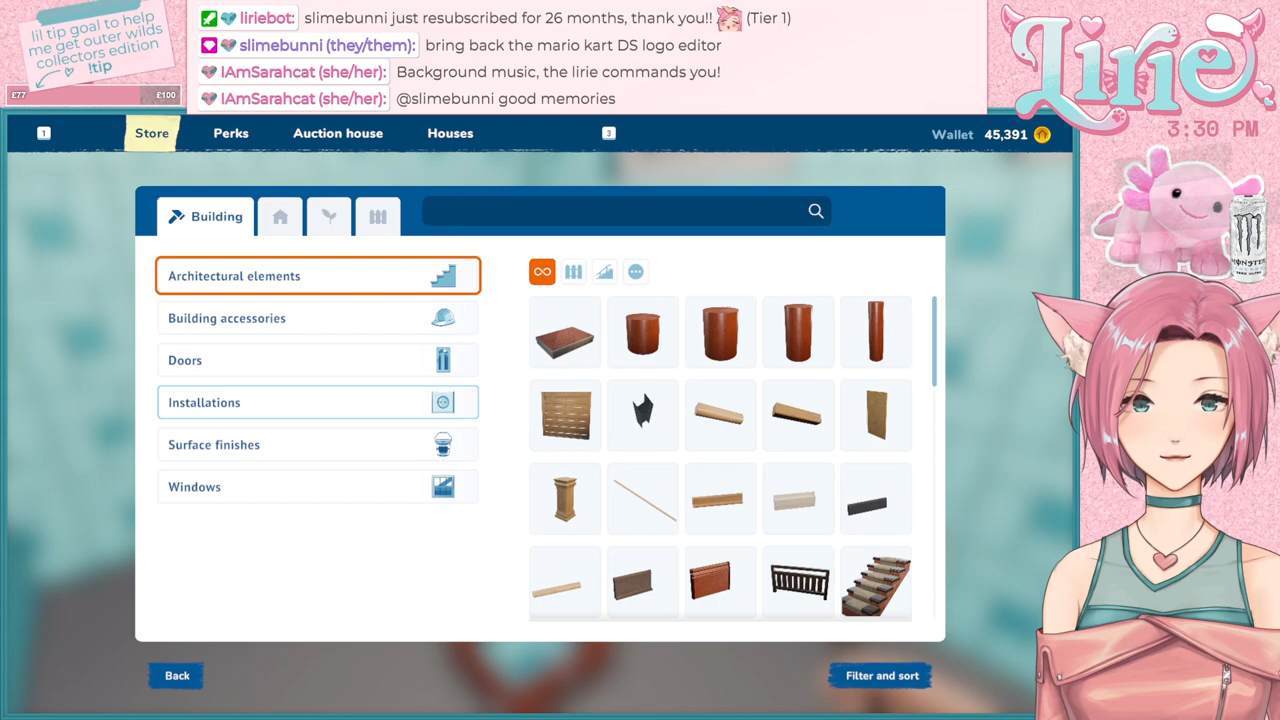 lil tip goal to help
me get outer wilds
collectors edition
!tip
£77
£100
liriebot: slimebunni just resubscribed for 26 months, thank you!! (Tier 1)
slimebunni (they/them): bring back the mario kart DS logo editor
IAmSarahcat (she/her): Background music, the lirie commands you!
IAmSarahcat (she/her): @slimebunni good memories
Lirie
3:30 PM
1
Store
Perks
Auction house
Houses
3
Wallet 45,391
Building
Architectural elements
Building accessories
Doors
Installations
Surface finishes
Windows
Back
Filter and sort
MONSTER